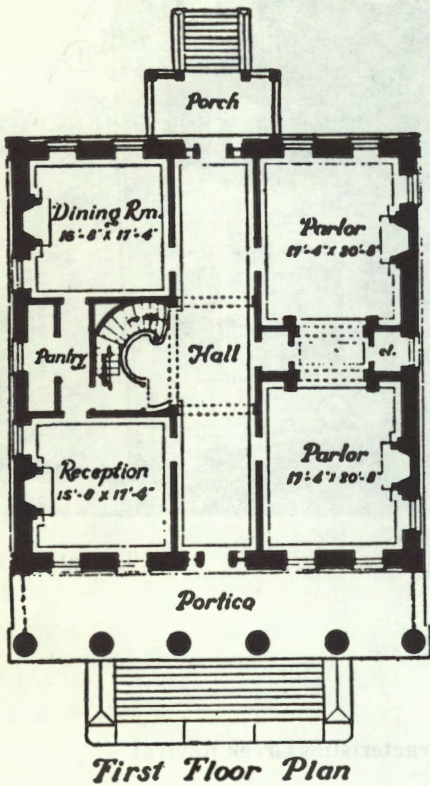 Porch
Dining Rm.
16'-8" X 17'-4"
Parlor
17'-4" X 20'-8"
Pantry
Hall
cl.
Reception
15'-8 X 17'-4"
Parlor
17'-4" X 20'-8"
Portico
First Floor Plan